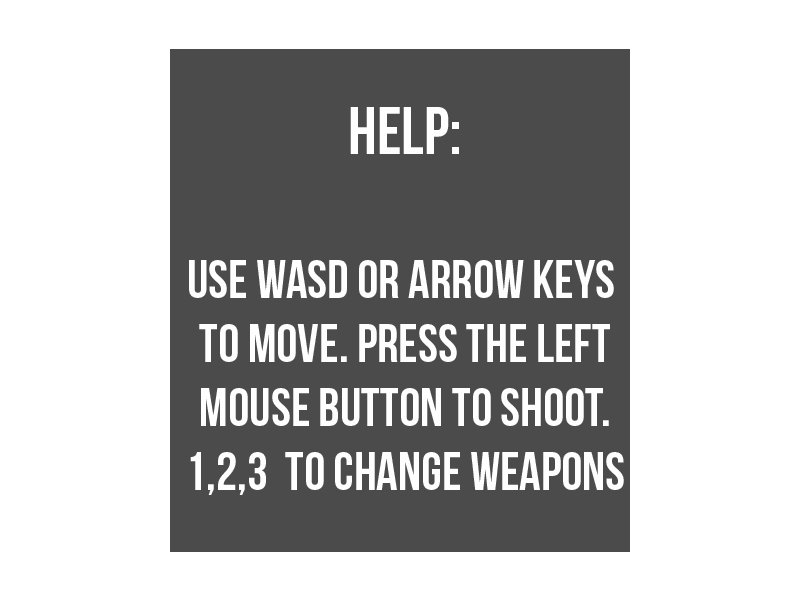 HELP:
USE WASD OR ARROW KEYS
TO MOVE. PRESS THE LEFT
MOUSE BUTTON TO SHOOT.
1,2,3  TO CHANGE WEAPONS